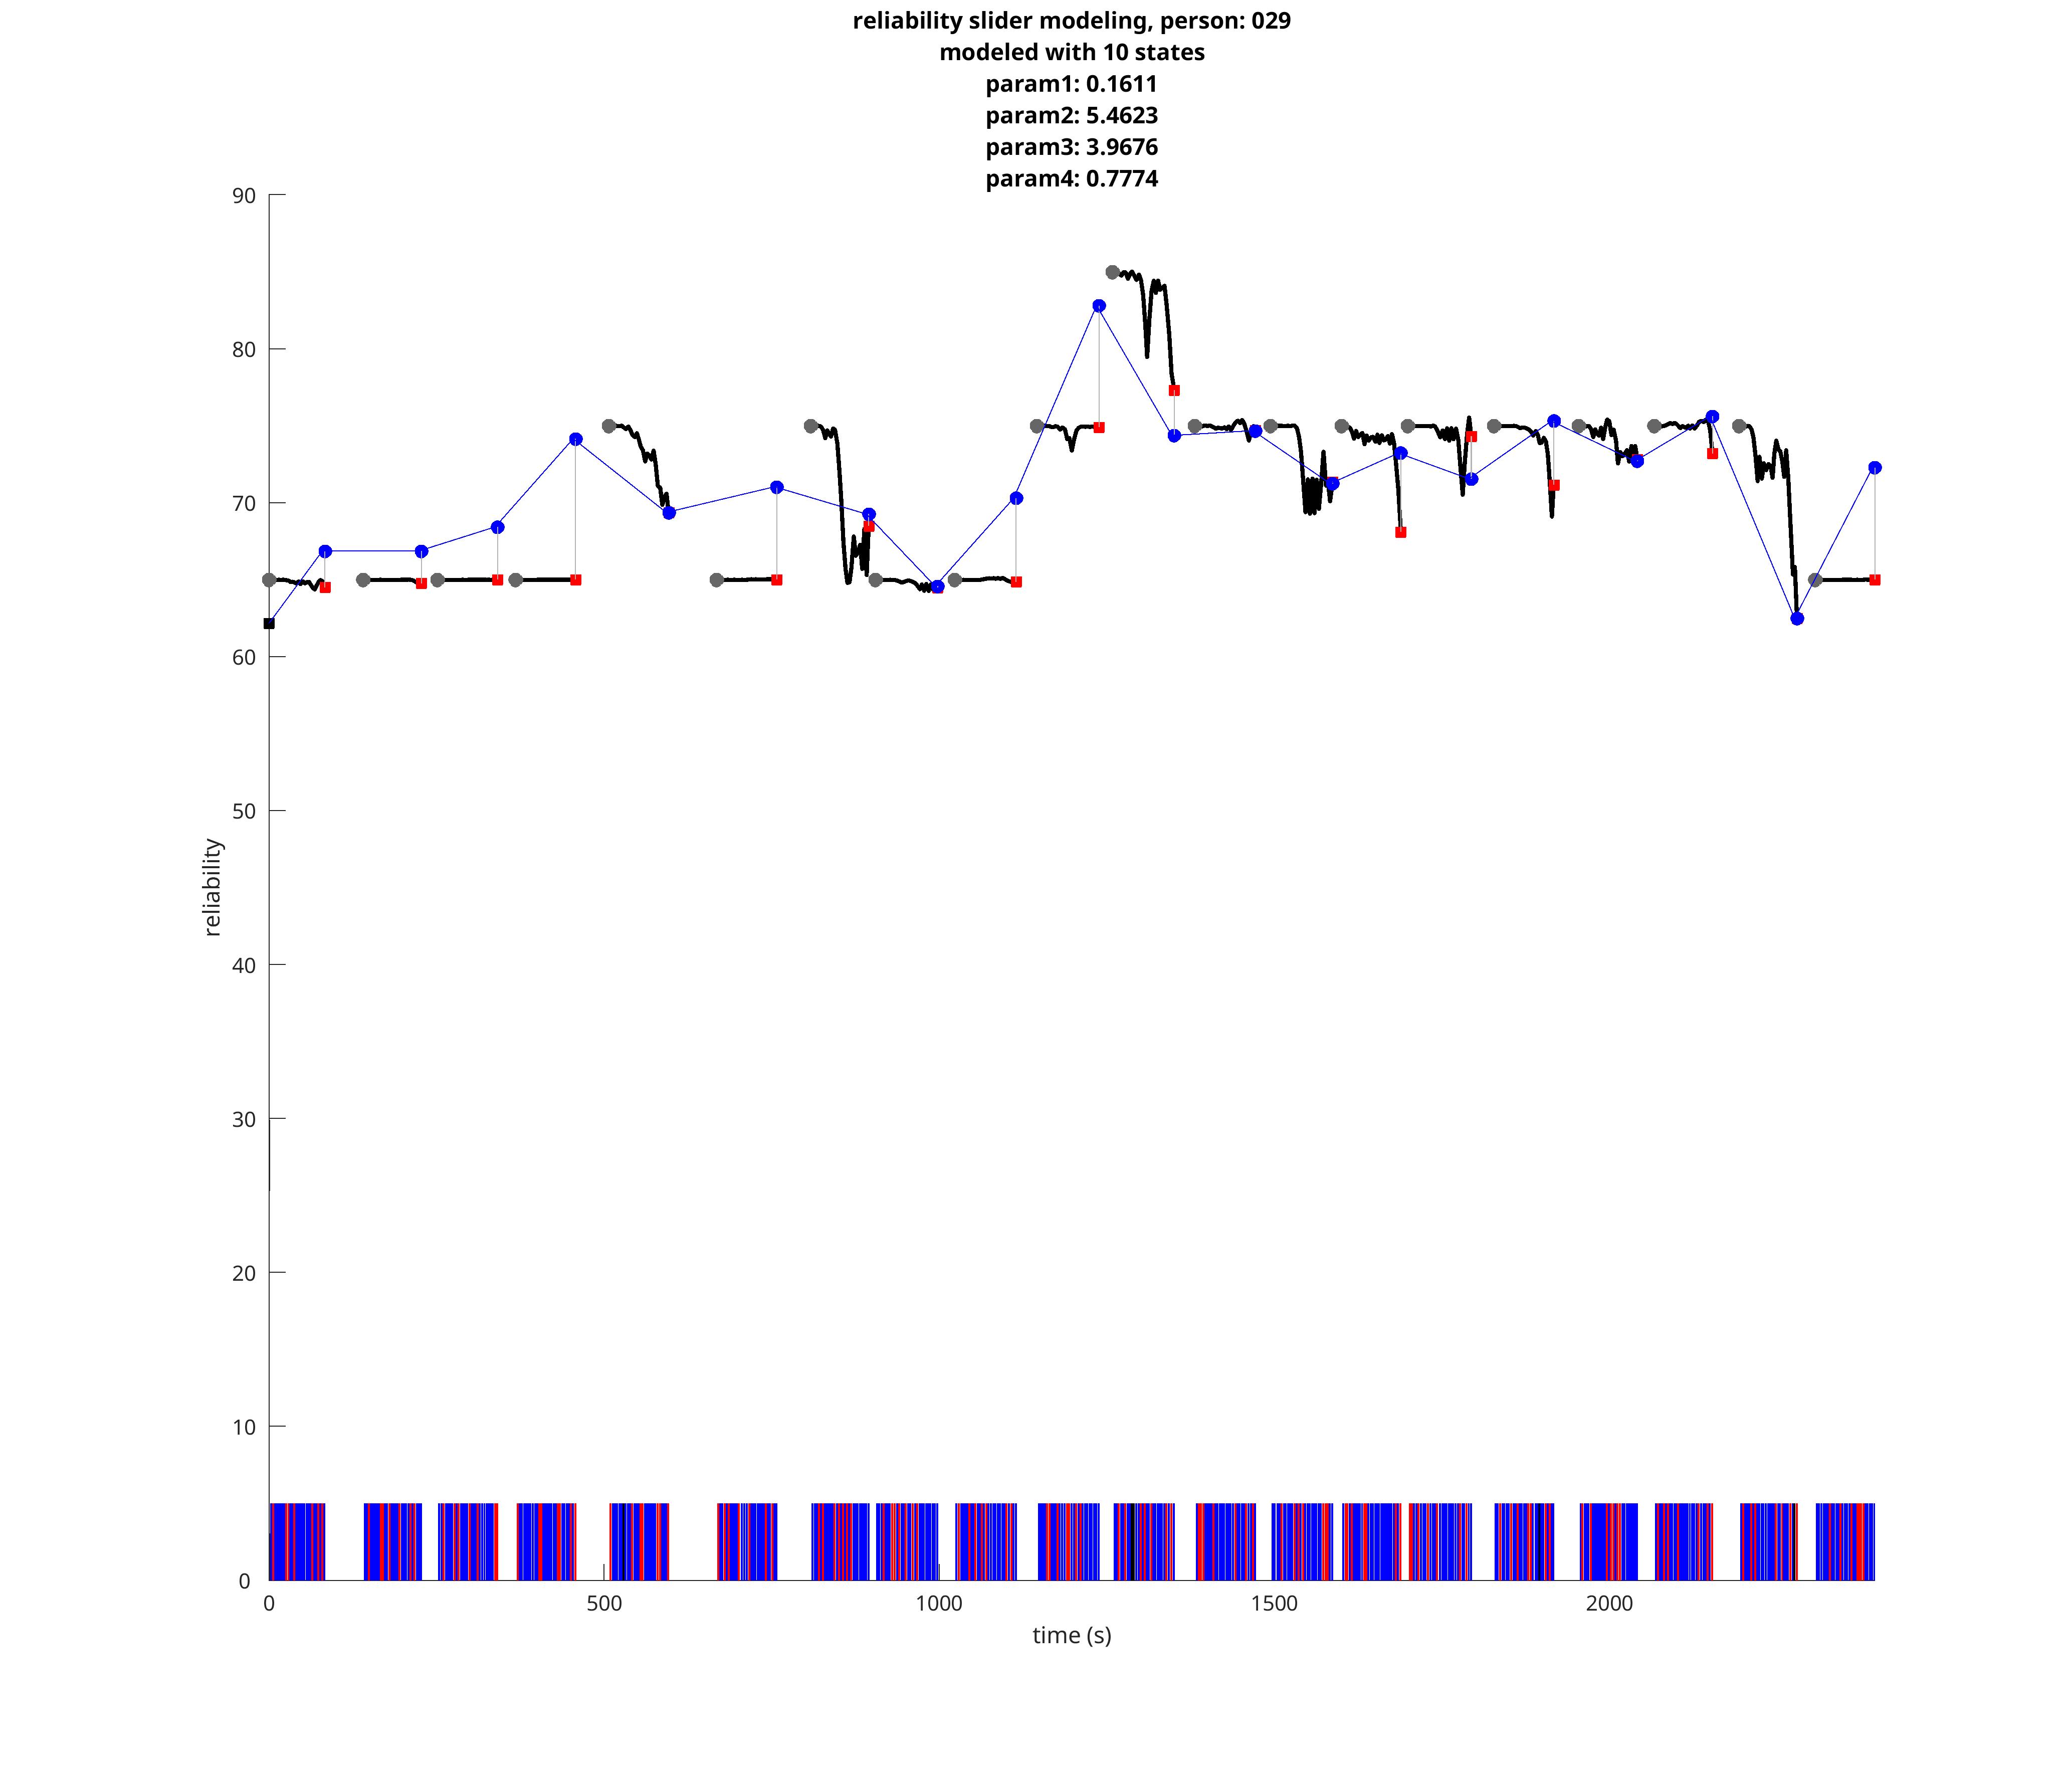 reliability slider modeling, person: 029
modeled with 10 states
param1: 0.1611
param2: 5.4623
param3: 3.9676
param4: 0.7774
90
80
70
60
50
40
30
20
10
0
reliability
0 500 1000 1500 2000
time (s)